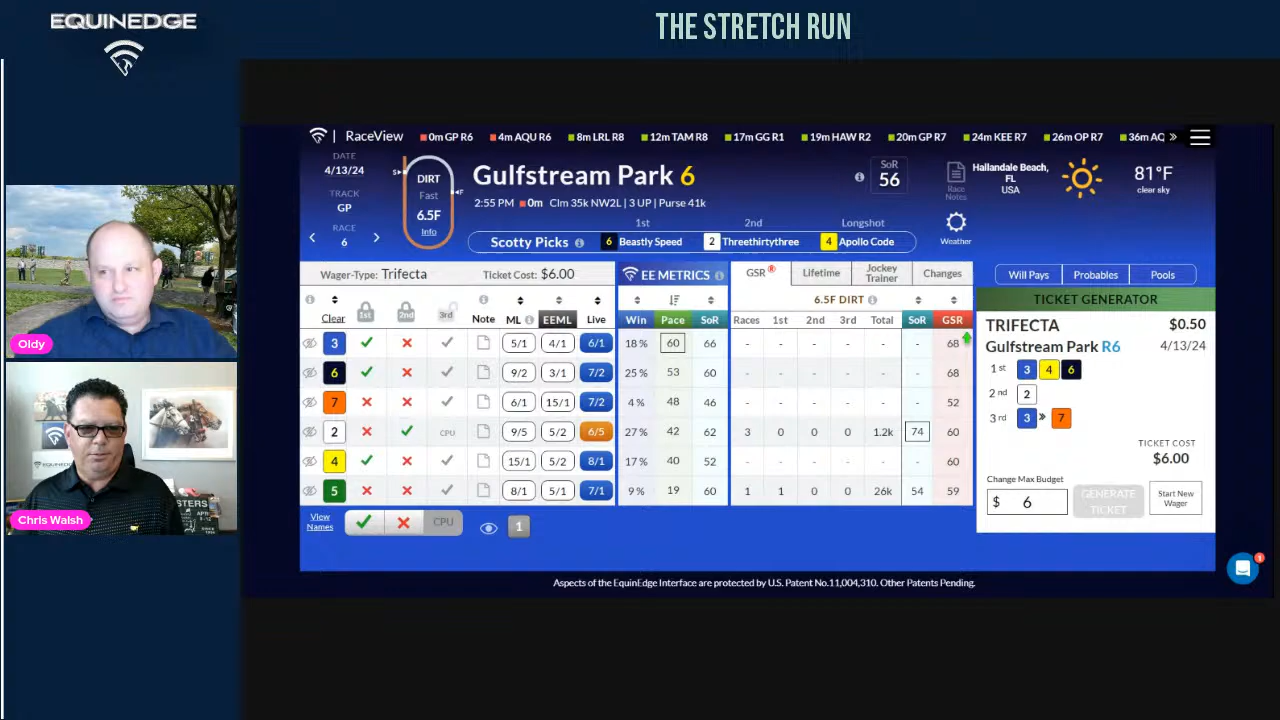 EQUINEDGE
THE STRETCH RUN
RaceView
0m GP R6
4m AQU R6
8m LRL R8
12m TAM R8
17m GG R1
19m HAW R2
20m GP R7
24m KEE R7
26m OP R7
36m AQ
DATE
4/13/24
TRACK
GP
RACE
6
DIRT
Fast
6.5F
Info
S
F
Gulfstream Park 6
2:55 PM 0m Clm 35k NW2L | 3 UP | Purse 41k
SoR
56
Race Notes
Hallandale Beach, FL USA
81°F
clear sky
Weather
1st 2nd Longshot
Scotty Picks 6 Beastly Speed 2 Threethirtythree 4 Apollo Code
Wager-Type: Trifecta Ticket Cost: $6.00
EE METRICS
GSR® Lifetime Jockey Trainer Changes
6.5F DIRT
Clear 1st 2nd 3rd Note ML EEML Live Win Pace SoR Races 1st 2nd 3rd Total SoR GSR
3 5/1 4/1 6/1 18% 60 66 - - - - - - 68
6 9/2 3/1 7/2 25% 53 60 - - - - - - 68
7 6/1 15/1 7/2 4% 48 46 - - - - - - 52
2 CPU 9/5 5/2 6/5 27% 42 62 3 0 0 0 1.2k 74 60
4 15/1 5/2 8/1 17% 40 52 - - - - - - 60
5 8/1 5/1 7/1 9% 19 60 1 1 0 0 26k 54 59
View Names
CPU
1
Will Pays Probables Pools
TICKET GENERATOR
TRIFECTA $0.50
Gulfstream Park R6 4/13/24
1st 3 4 6
2nd 2
3rd 3 » 7
TICKET COST
$6.00
Change Max Budget
$ 6
GENERATE TICKET
Start New Wager
1
Aspects of the EquinEdge Interface are protected by U.S. Patent No.11,004,310. Other Patents Pending.
Oldy
Chris Walsh